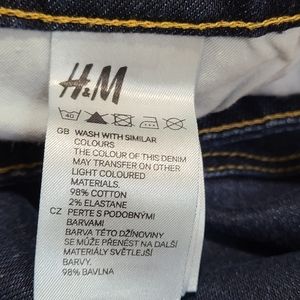 H&M
40
GB WASH WITH SIMILAR
COLOURS
THE COLOUR OF THIS DENIM
MAY TRANSFER ON OTHER
LIGHT COLOURED
MATERIALS.
98% COTTON
2% ELASTANE
CZ PERTE S PODOBNÝMI
BARVAMI
BARVA TÉTO DŽÍNOVINY
SE MŮŽE PŘENÉST NA DALŠÍ
MATERIÁLY SVĚTLEJŠÍ
BARVY.
98% BAVLNA